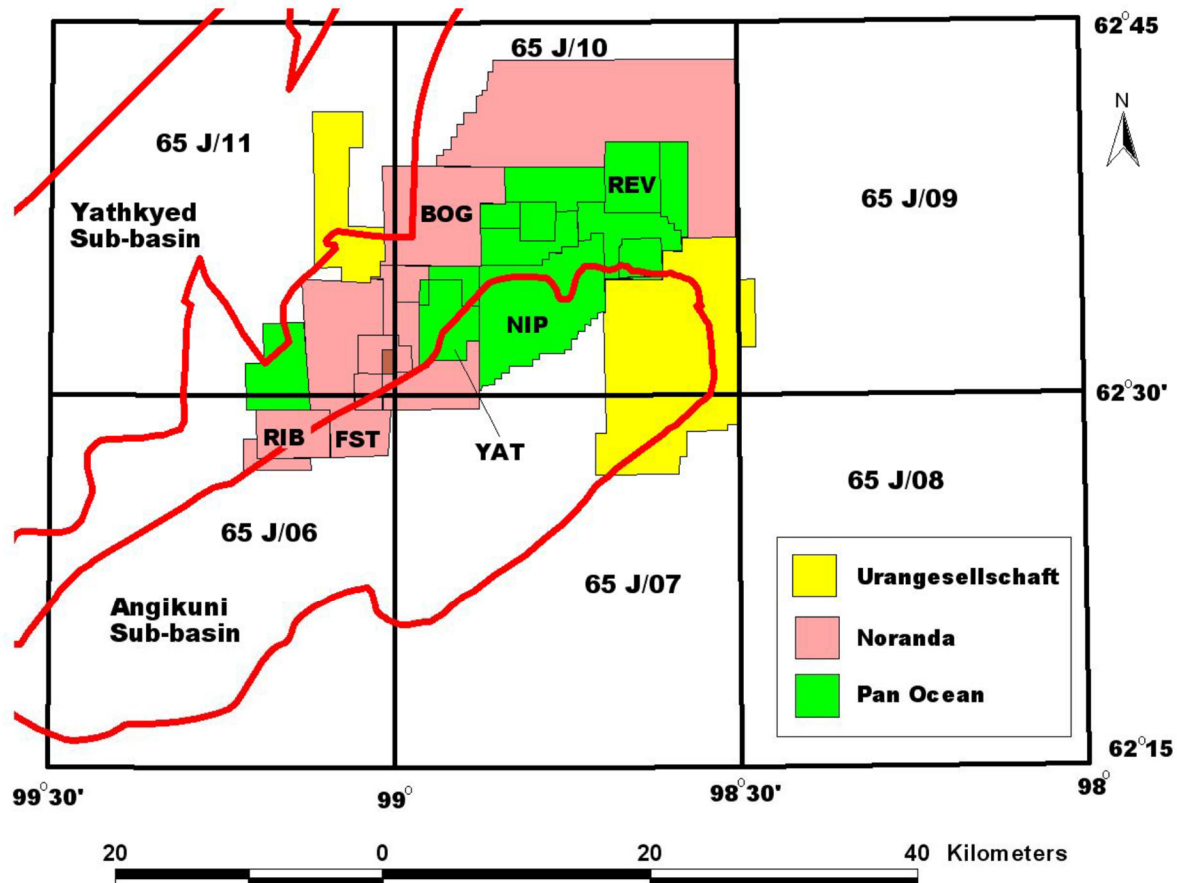 62°45
65 J/10
N
65 J/11
65 J/09
REV
Yathkyed
Sub-basin
BOG
NIP
62°30'
RIB
FST
YAT
65 J/08
65 J/06
65 J/07
Urangesellschaft
Angikuni
Sub-basin
Noranda
Pan Ocean
62°15
99°30'
99°
98°30'
98°
20
0
20
40 Kilometers